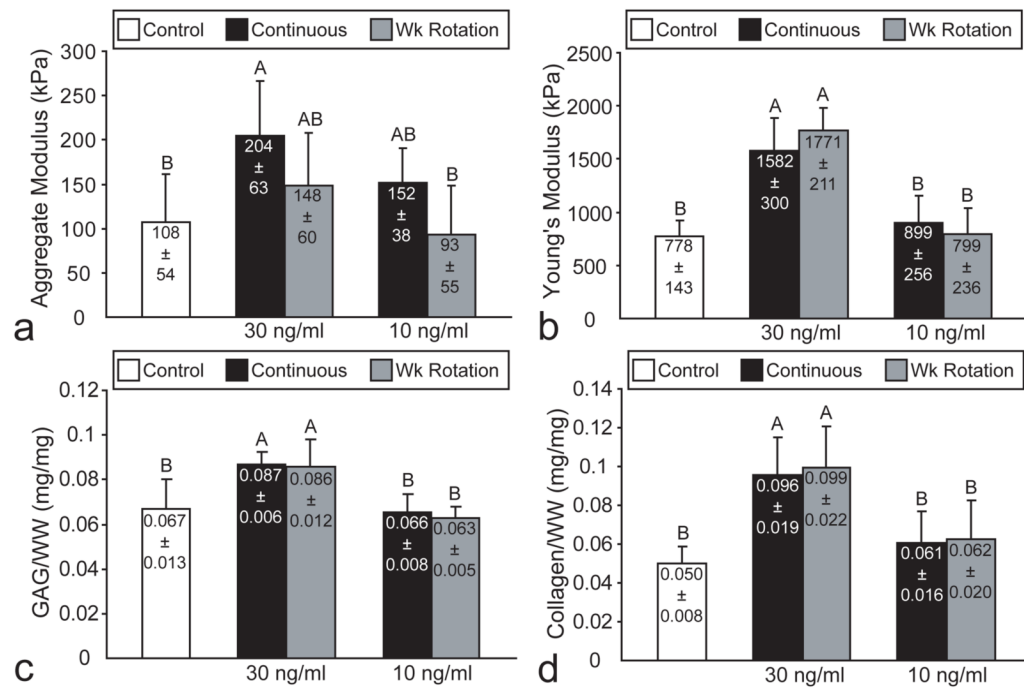 Control Continuous Wk Rotation
Aggregate Modulus (kPa)
300
250
200
150
100
50
0
B
108
±
54
A
204
±
63
AB
148
±
60
AB
152
±
38
B
93
±
55
30 ng/ml 10 ng/ml
a
Control Continuous Wk Rotation
Young's Modulus (kPa)
2500
2000
1500
1000
500
0
B
778
±
143
A
1582
±
300
A
1771
±
211
B
899
±
256
B
799
±
236
30 ng/ml 10 ng/ml
b
Control Continuous Wk Rotation
GAG/WW (mg/mg)
0.12
0.1
0.08
0.06
0.04
0.02
0
B
0.067
±
0.013
A
0.087
±
0.006
A
0.086
±
0.012
B
0.066
±
0.008
B
0.063
±
0.005
30 ng/ml 10 ng/ml
c
Control Continuous Wk Rotation
Collagen/WW (mg/mg)
0.14
0.12
0.1
0.08
0.06
0.04
0.02
0
B
0.050
±
0.008
A
0.096
±
0.019
A
0.099
±
0.022
B
0.061
±
0.016
B
0.062
±
0.020
30 ng/ml 10 ng/ml
d